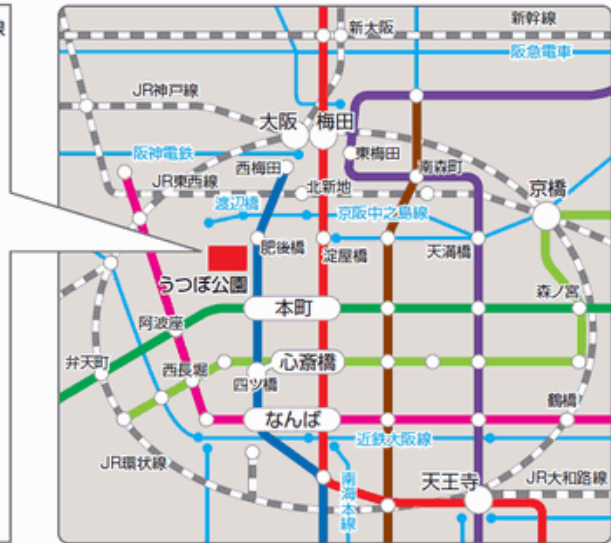 線
新幹線
新大阪
阪急電車
JR神戸線
大阪
梅田
阪神電鉄
東梅田
西梅田
南森町
JR東西線
北新地
京橋
渡辺橋
京阪中之島線
肥後橋
淀屋橋
天満橋
うつぼ公園
森ノ宮
本町
阿波座
弁天町
心斎橋
西長堀
四ツ橋
鶴橋
なんば
近鉄大阪線
JR環状線
南海本線
天王寺
JR大和路線